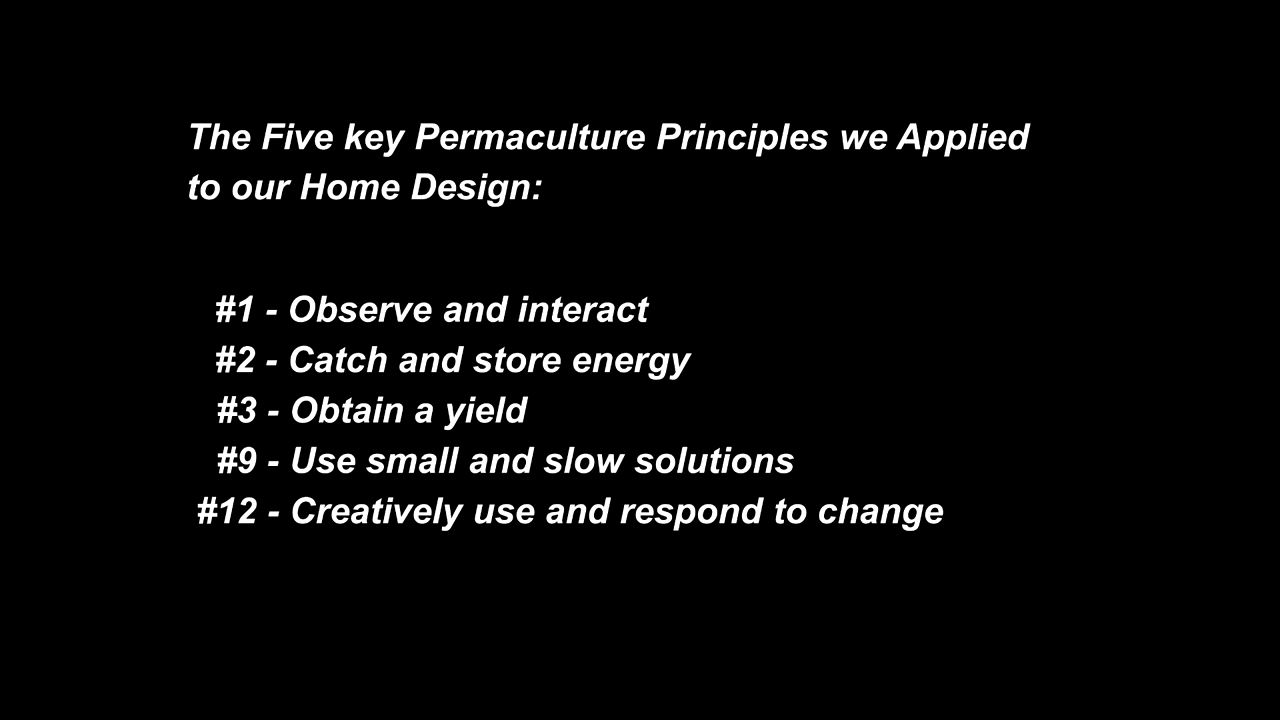 The Five key Permaculture Principles we Applied
to our Home Design:
#1 - Observe and interact
#2 - Catch and store energy
#3 - Obtain a yield
#9 - Use small and slow solutions
#12 - Creatively use and respond to change